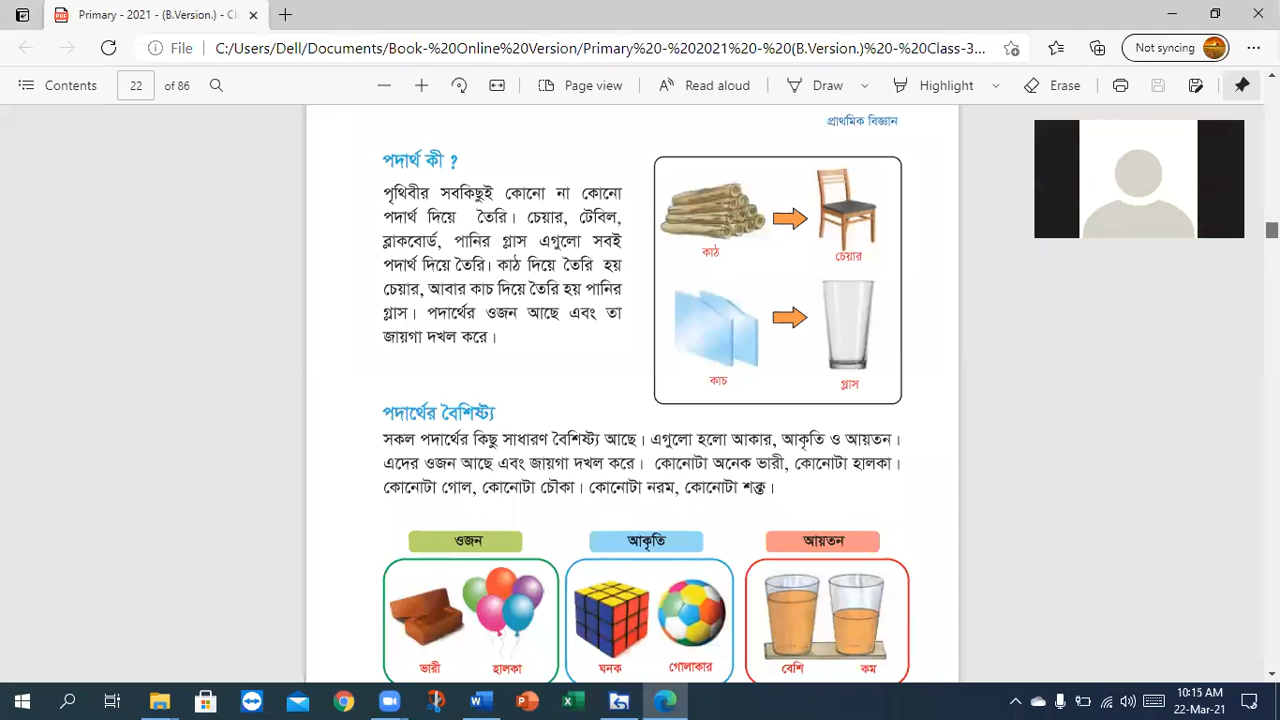 Primary - 2021 - (B.Version.) - Cl
File
C:/Users/Dell/Documents/Book-%20Online%20Version/Primary%20-%202021%20-%20(B.Version.)%20-%20Class-3...
Not syncing
Contents
22
of 86
Page view
Read aloud
Draw
Highlight
Erase
প্রাথমিক বিজ্ঞান
পদার্থ কী ?
পৃথিবীর সবকিছুই কোনো না কোনো
পদার্থ দিয়ে তৈরি। চেয়ার, টেবিল,
ব্লাকবোর্ড, পানির গ্লাস এগুলো সবই
পদার্থ দিয়ে তৈরি। কাঠ দিয়ে তৈরি হয়
চেয়ার, আবার কাচ দিয়ে তৈরি হয় পানির
গ্লাস। পদার্থের ওজন আছে এবং তা
জায়গা দখল করে।
কাঠ
চেয়ার
কাচ
গ্লাস
পদার্থের বৈশিষ্ট্য
সকল পদার্থের কিছু সাধারণ বৈশিষ্ট্য আছে। এগুলো হলো আকার, আকৃতি ও আয়তন।
এদের ওজন আছে এবং জায়গা দখল করে। কোনোটা অনেক ভারী, কোনোটা হালকা।
কোনোটা গোল, কোনোটা চৌকা। কোনোটা নরম, কোনোটা শক্ত।
ওজন
আকৃতি
আয়তন
ভারী
হালকা
ঘনক
গোলাকার
বেশি
কম
10:15 AM
22-Mar-21